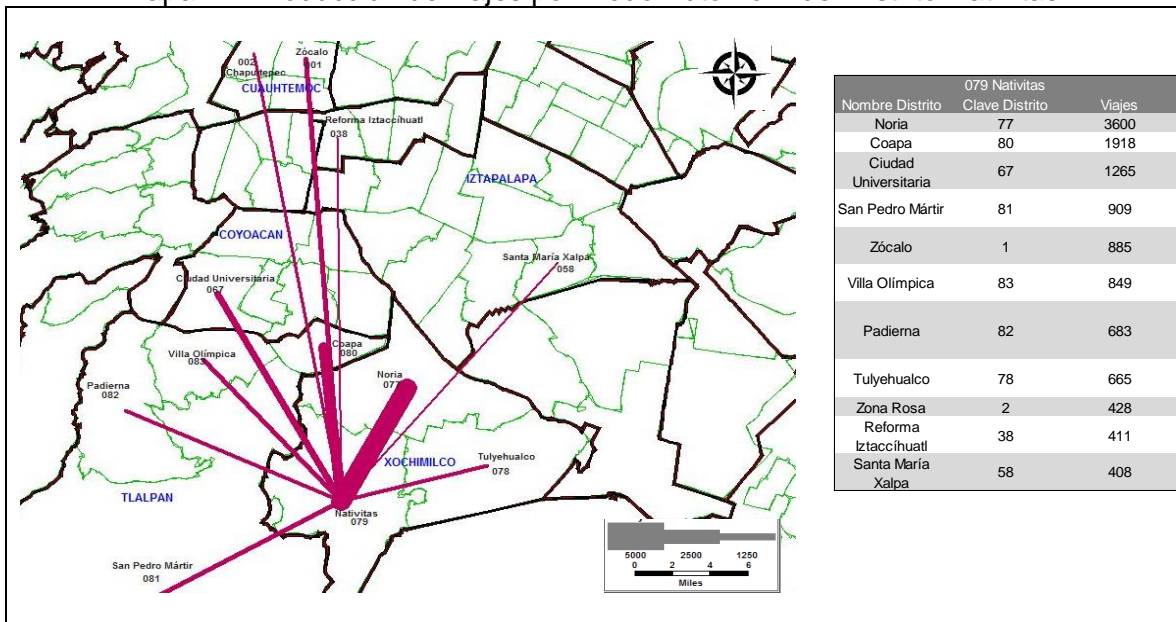 Zócalo
002
001
Chapultepec
CUAUHTEMOC
Reforma Iztaccíhuatl
038
IZTAPALAPA
COYOACAN
Santa María Xalpa
058
Ciudad Universitaria
067
Coapa
080
Villa Olímpica
083
Noria
077
Padierna
082
XOCHIMILCO
Tulyehualco
078
TLALPAN
Nativitas
079
San Pedro Mártir
081
5000 2500 1250
0 2 4 6
Miles
079 Nativitas
Nombre Distrito Clave Distrito Viajes
Noria 77 3600
Coapa 80 1918
Ciudad
Universitaria 67 1265
San Pedro Mártir 81 909
Zócalo 1 885
Villa Olímpica 83 849
Padierna 82 683
Tulyehualco 78 665
Zona Rosa 2 428
Reforma
Iztaccíhuatl 38 411
Santa María
Xalpa 58 408